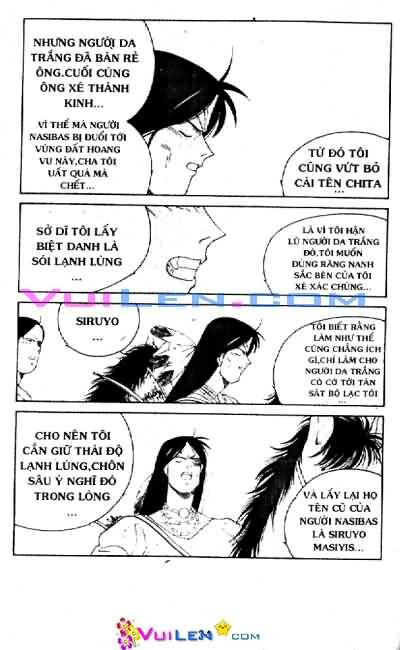 NHƯNG NGƯỜI DA
TRẮNG ĐÃ BÁN RẺ
ÔNG.CUỐI CÙNG
ÔNG XÉ THÁNH
KINH...
VÌ THẾ MÀ NGƯỜI
NASIBAS BỊ ĐUỔI TỚI
VÙNG ĐẤT HOANG
VU NÀY,CHA TÔI
UẤT QUÁ MÀ
CHẾT...
TỪ ĐÓ TÔI
CŨNG VỨT BỎ
CÁI TÊN CHITA
...
SỞ DĨ TÔI LẤY
BIỆT DANH LÀ
SÓI LẠNH LÙNG
...
LÀ VÌ TÔI HẬN
LŨ NGƯỜI DA TRẮNG
ĐÓ,TÔI MUỐN
DÙNG RĂNG NANH
SẮC BÉN CỦA TÔI
XÉ XÁC CHÚNG...
VUILEN.COM
SIRUYO
...
TÔI BIẾT RẰNG
LÀM NHƯ THẾ
CŨNG CHẲNG ÍCH
GÌ,CHỈ LÀM CHO
NGƯỜI DA TRẮNG
CÓ CỚ TỚI TÀN
SÁT BỘ LẠC TÔI
CHO NÊN TÔI
CẦN GIỮ THÁI ĐỘ
LẠNH LÙNG,CHÔN
SÂU Ý NGHĨ ĐÓ
TRONG LÒNG
...
VÀ LẤY LẠI HỌ
TÊN CŨ CỦA
NGƯỜI NASIBAS
LÀ SIRUYO
MASIYIS...
VUILEN.COM